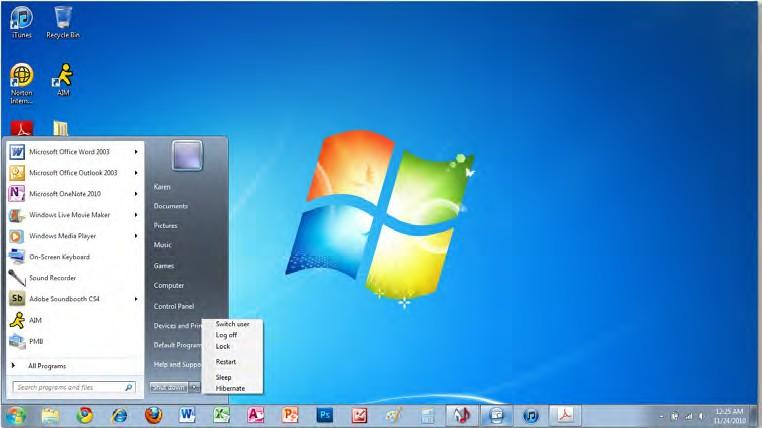 iTunes
Recycle Bin
Norton
Intern...
AIM
Microsoft Office Word 2003
Microsoft Office Outlook 2003
Microsoft OneNote 2010
Windows Live Movie Maker
Windows Media Player
On-Screen Keyboard
Sound Recorder
Sb
Adobe Soundbooth CS4
AIM
PMB
All Programs
Search programs and files
Karen
Documents
Pictures
Music
Games
Computer
Control Panel
Devices and Prin
Default Program
Help and Suppo
Shut down
Switch user
Log off
Lock
Restart
Sleep
Hibernate
Ps
12:25 AM
11/24/2010